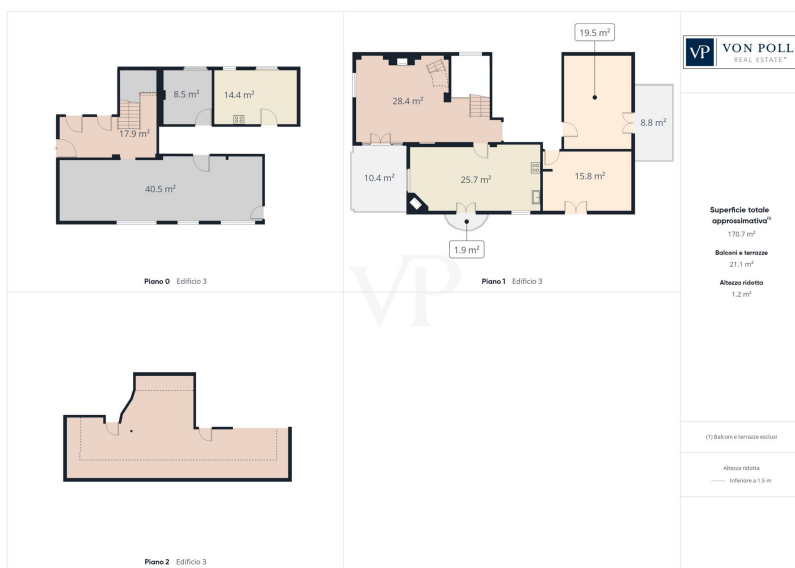 8.5 m²
14.4 m²
17.9 m²
40.5 m²
Piano 0 Edificio 3
19.5 m²
28.4 m²
8.8 m²
10.4 m²
25.7 m²
15.8 m²
1.9 m²
Piano 1 Edificio 3
Piano 2 Edificio 3
VP
VP
VON POLL
REAL ESTATE®
Superficie totale
approssimativa⁽¹⁾
170.7 m²
Balconi e terrazze
21.1 m²
Altezza ridotta
1.2 m²
(1) Balconi e terrazze esclusi
Altezza ridotta
Inferiore a 1.5 m